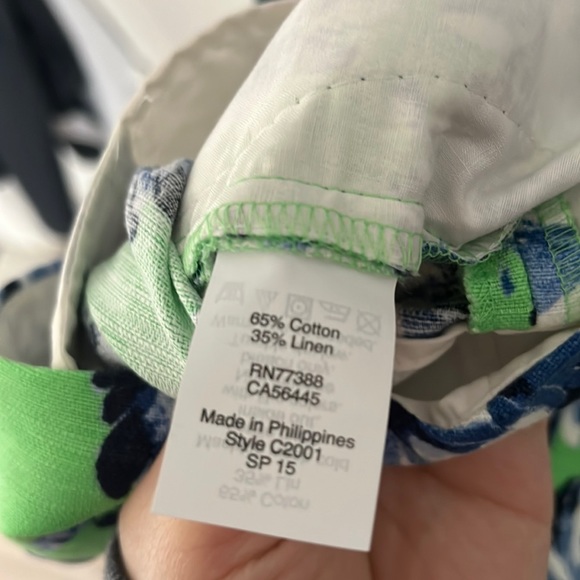 65% Cotton
35% Linen
RN77388
CA56445
Made in Philippines
Style C2001
SP 15